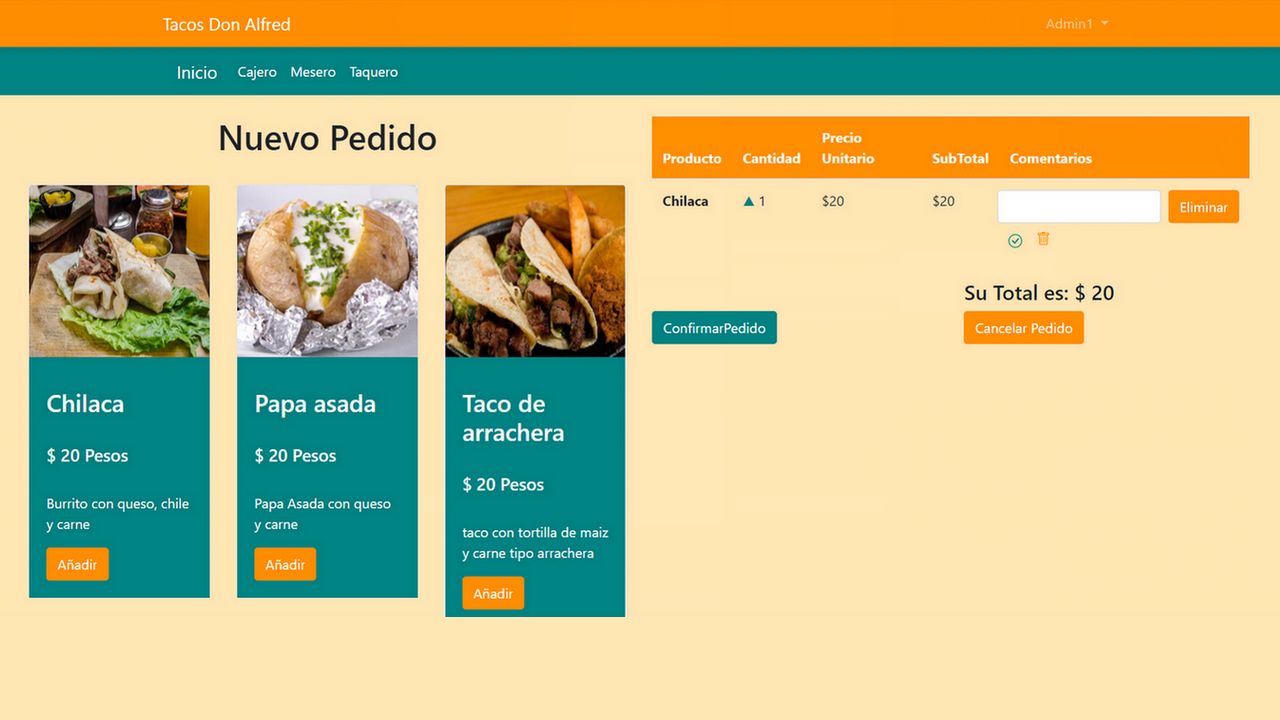 Tacos Don Alfred
Admin1
Inicio Cajero Mesero Taquero
Nuevo Pedido
Chilaca
$ 20 Pesos
Burrito con queso, chile
y carne
Añadir
Papa asada
$ 20 Pesos
Papa Asada con queso
y carne
Añadir
Taco de
arrachera
$ 20 Pesos
taco con tortilla de maiz
y carne tipo arrachera
Añadir
Producto Cantidad Precio
Unitario SubTotal Comentarios
Chilaca 1 $20 $20 Eliminar
Su Total es: $ 20
ConfirmarPedido Cancelar Pedido